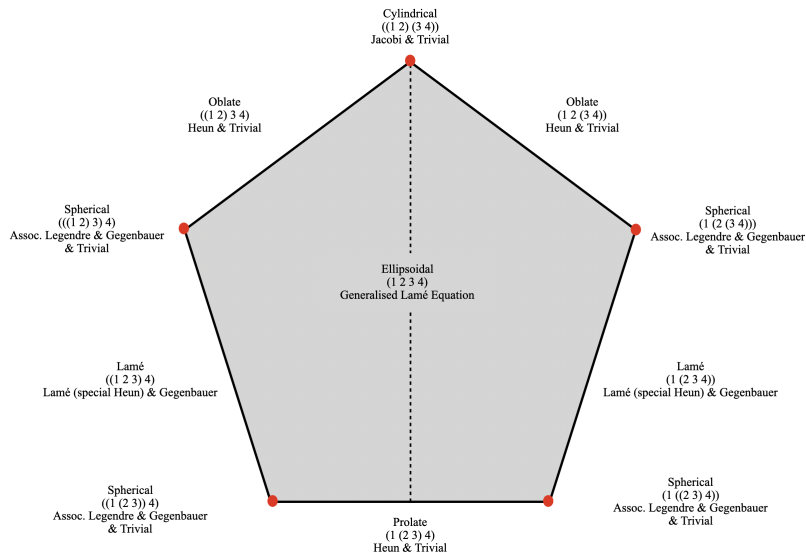 Cylindrical
((1 2) (3 4))
Jacobi & Trivial
Oblate
((1 2) 3 4)
Heun & Trivial
Oblate
(1 2 (3 4))
Heun & Trivial
Spherical
(((1 2) 3) 4)
Assoc. Legendre & Gegenbauer
& Trivial
Spherical
(1 (2 (3 4)))
Assoc. Legendre & Gegenbauer
& Trivial
Ellipsoidal
(1 2 3 4)
Generalised Lamé Equation
Lamé
((1 2 3) 4)
Lamé (special Heun) & Gegenbauer
Lamé
(1 (2 3 4))
Lamé (special Heun) & Gegenbauer
Spherical
((1 (2 3)) 4)
Assoc. Legendre & Gegenbauer
& Trivial
Spherical
(1 ((2 3) 4))
Assoc. Legendre & Gegenbauer
& Trivial
Prolate
(1 (2 3) 4)
Heun & Trivial